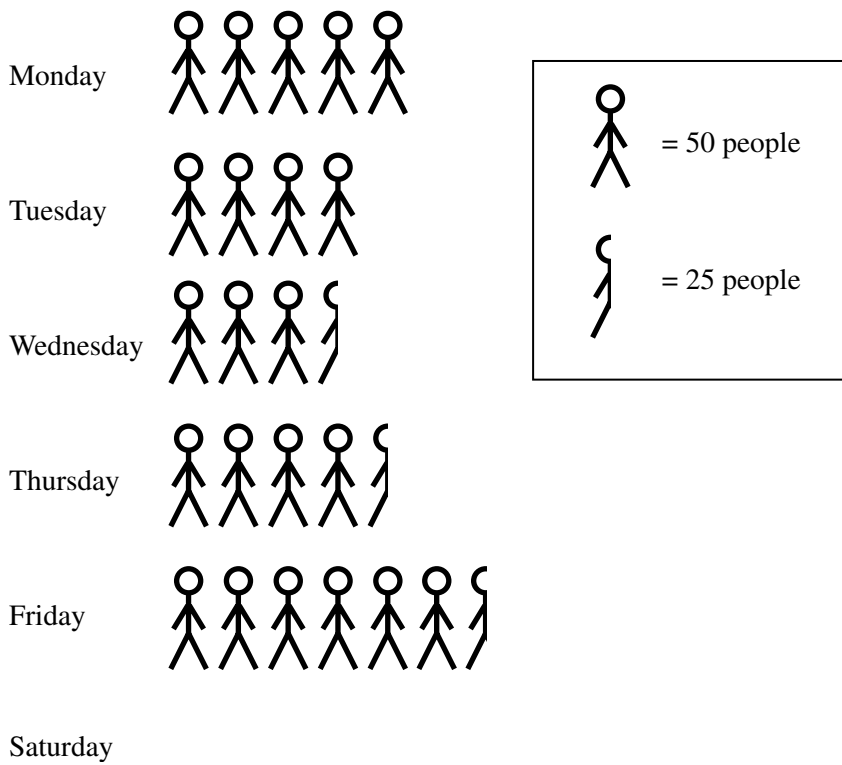 Monday
= 50 people
Tuesday
= 25 people
Wednesday
Thursday
Friday
Saturday